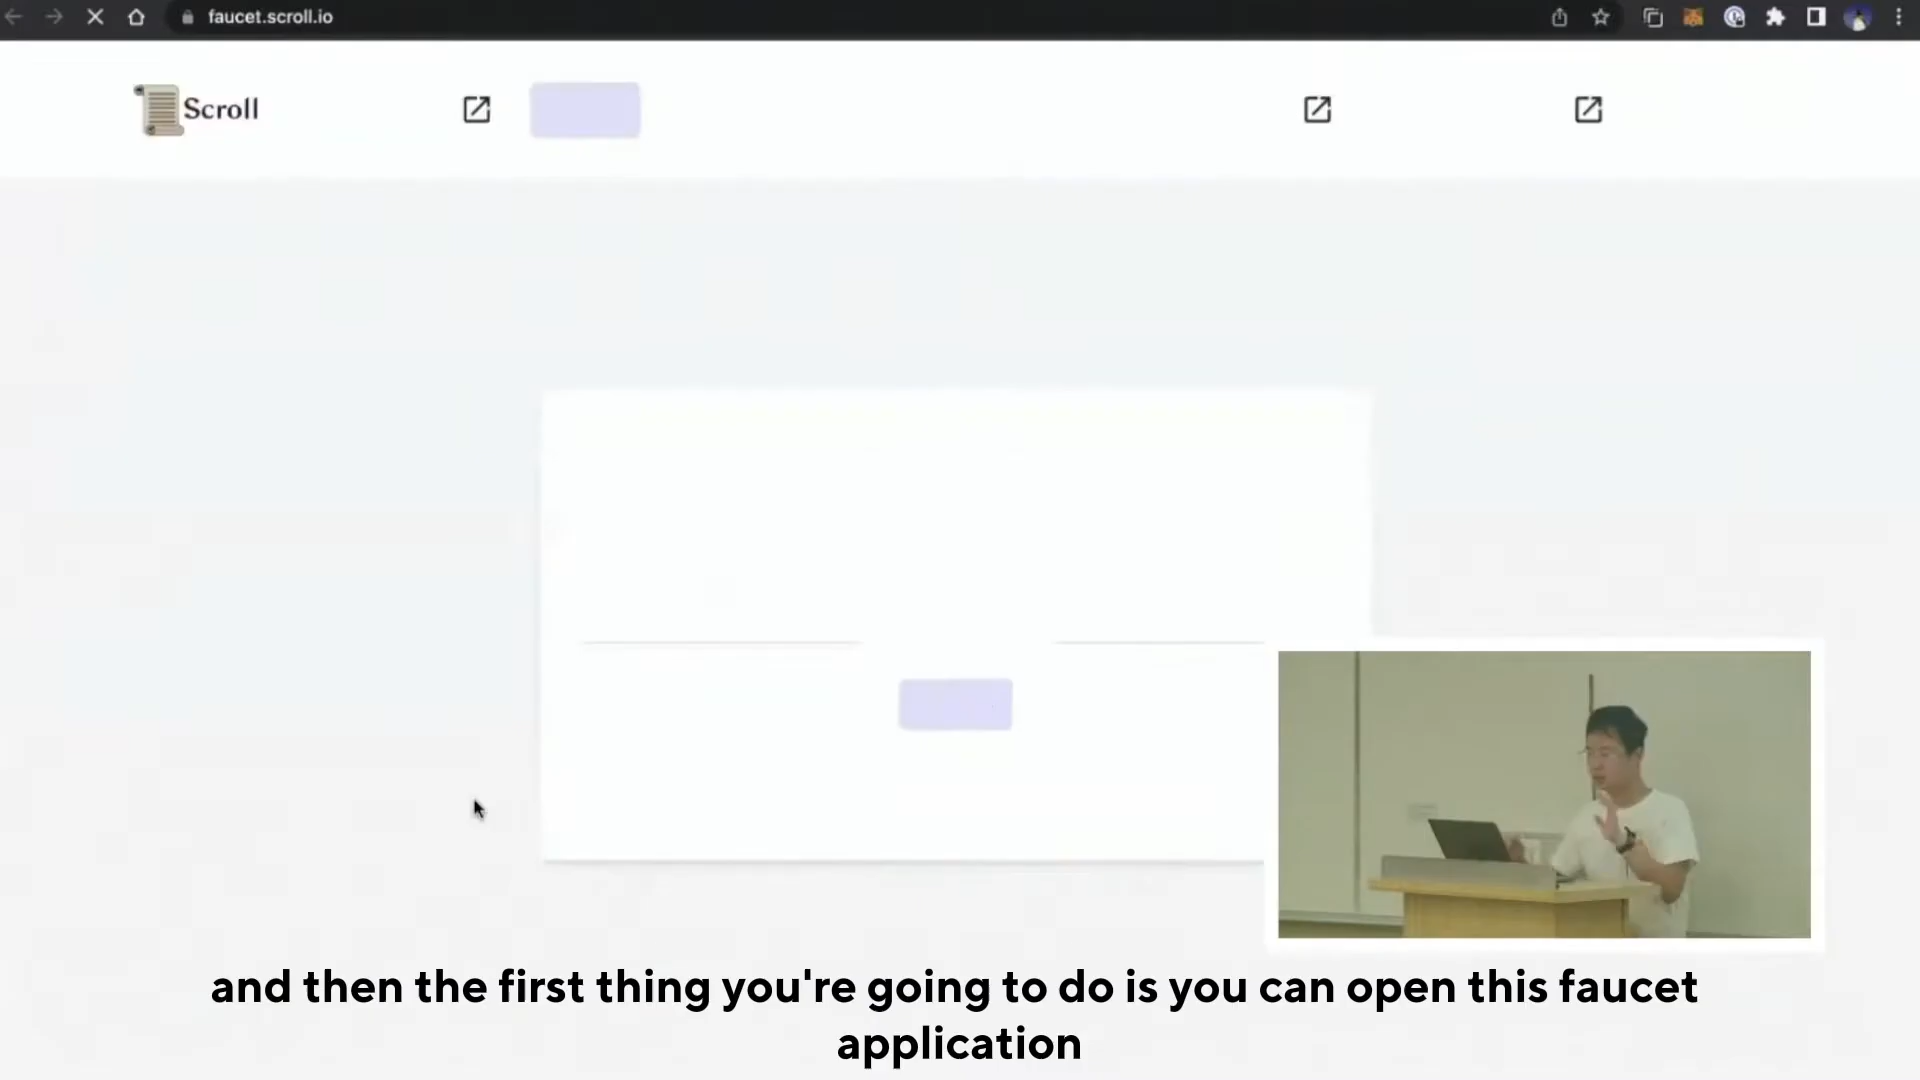 faucet.scroll.io
Scroll
and then the first thing you're going to do is you can open this faucet
application